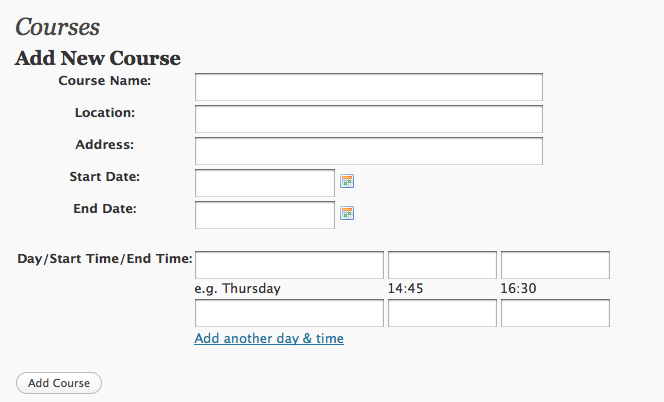 Courses
Add New Course
Course Name:
Location:
Address:
Start Date:
End Date:
Day/Start Time/End Time:
e.g. Thursday 14:45 16:30
Add another day & time
Add Course